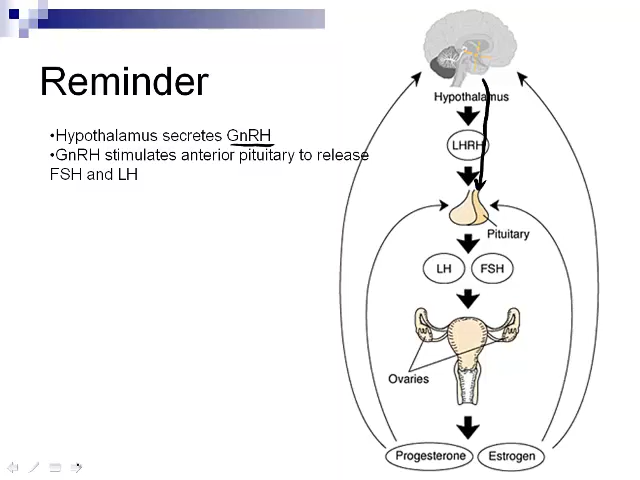 Reminder
•Hypothalamus secretes GnRH
•GnRH stimulates anterior pituitary to release
FSH and LH
Hypothalamus
LHRH
Pituitary
LH
FSH
Ovaries
Progesterone
Estrogen